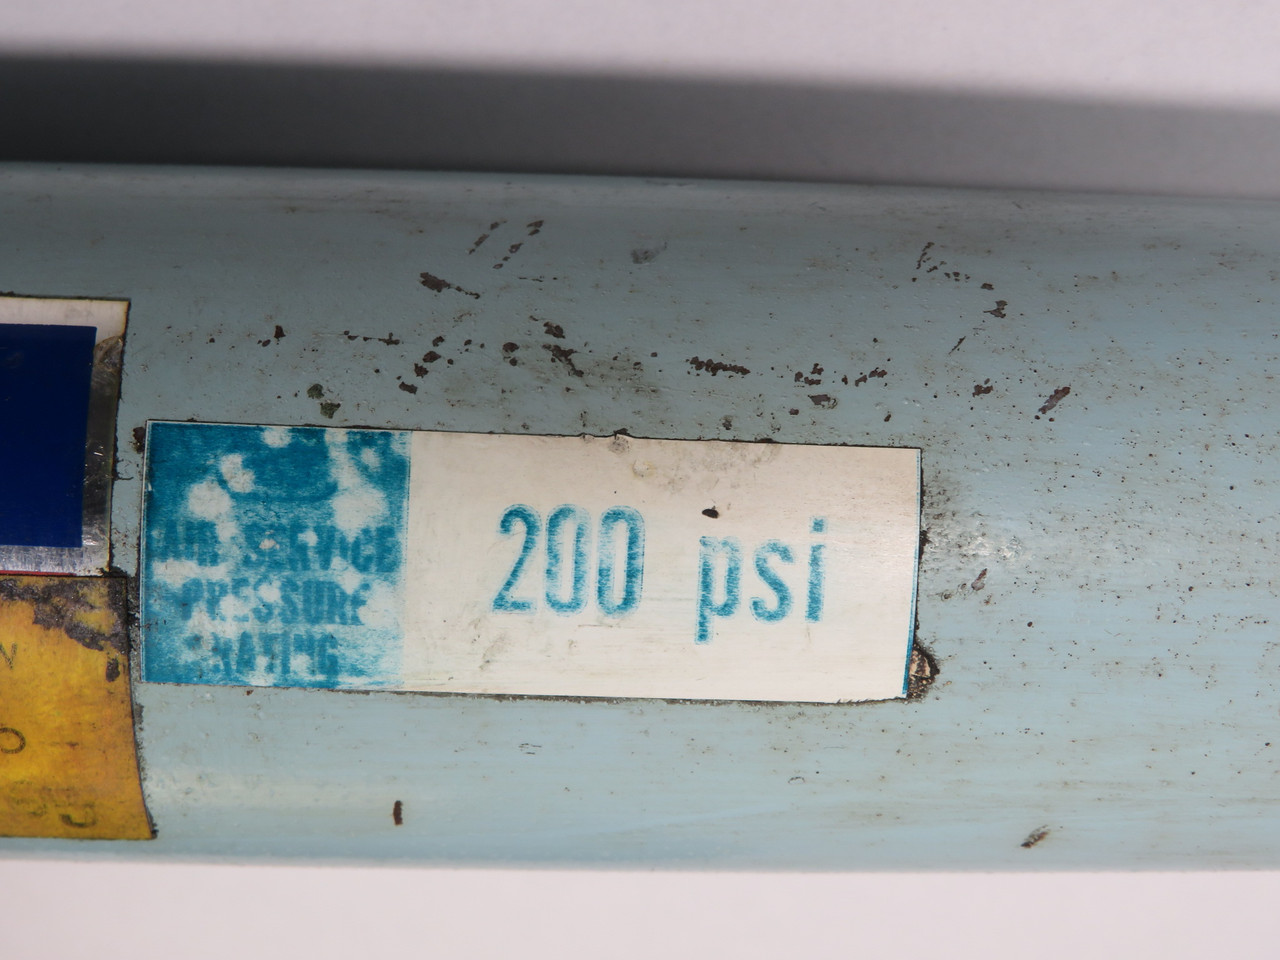 AIR SERVICE
PRESSURE
RATING
200 psi
N
O